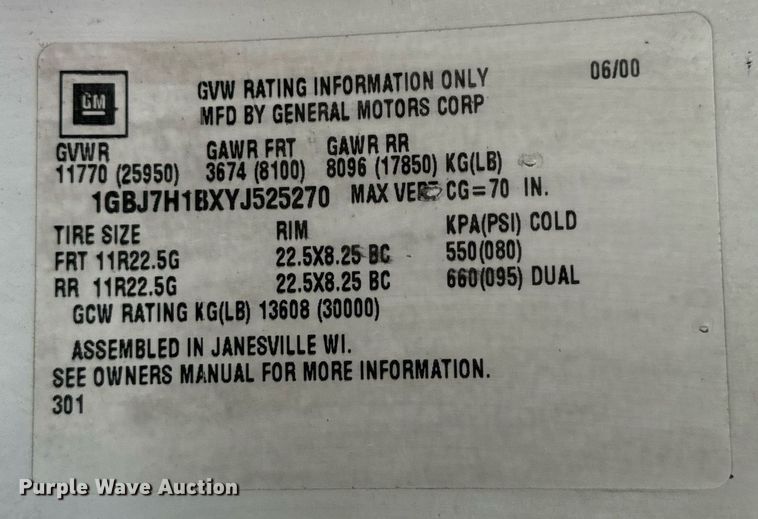 06/00
GM
GVW RATING INFORMATION ONLY
MFD BY GENERAL MOTORS CORP
GVWR GAWR FRT GAWR RR
11770 (25950) 3674 (8100) 8096 (17850) KG(LB)
1GBJ7H1BXYJ525270 MAX VERT CG=70 IN.
TIRE SIZE RIM KPA(PSI) COLD
FRT 11R22.5G 22.5X8.25 BC 550(080)
RR 11R22.5G 22.5X8.25 BC 660(095) DUAL
GCW RATING KG(LB) 13608 (30000)
ASSEMBLED IN JANESVILLE WI.
SEE OWNERS MANUAL FOR MORE INFORMATION.
301
Purple Wave Auction